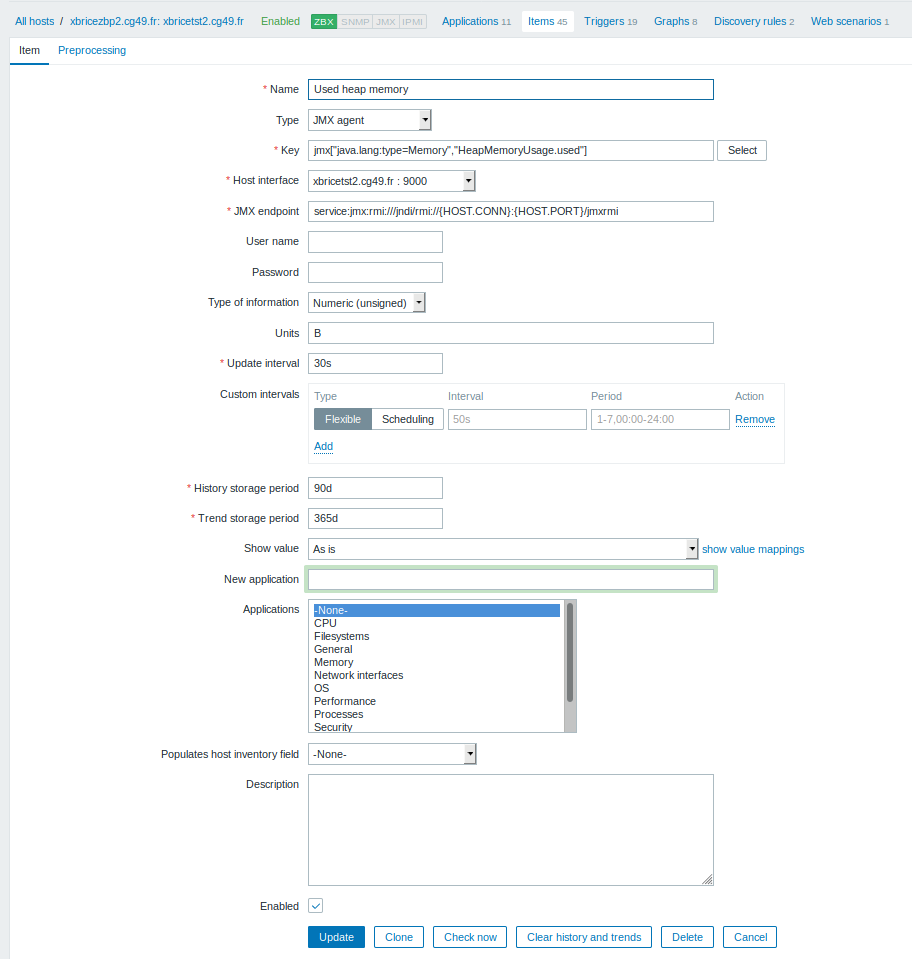 All hosts / xbricezbp2.cg49.fr: xbricetst2.cg49.fr Enabled ZBX SNMP JMX IPMI Applications 11 Items 45 Triggers 19 Graphs 8 Discovery rules 2 Web scenarios 1
Item Preprocessing
* Name Used heap memory
Type JMX agent
* Key jmx["java.lang:type=Memory","HeapMemoryUsage.used"] Select
* Host interface xbricetst2.cg49.fr : 9000
* JMX endpoint service:jmx:rmi:///jndi/rmi://{HOST.CONN}:{HOST.PORT}/jmxrmi
User name
Password
Type of information Numeric (unsigned)
Units B
* Update interval 30s
Custom intervals Type Interval Period Action
Flexible Scheduling 50s 1-7,00:00-24:00 Remove
Add
* History storage period 90d
* Trend storage period 365d
Show value As is show value mappings
New application
Applications -None-
CPU
Filesystems
General
Memory
Network interfaces
OS
Performance
Processes
Security
Populates host inventory field -None-
Description
Enabled
Update Clone Check now Clear history and trends Delete Cancel